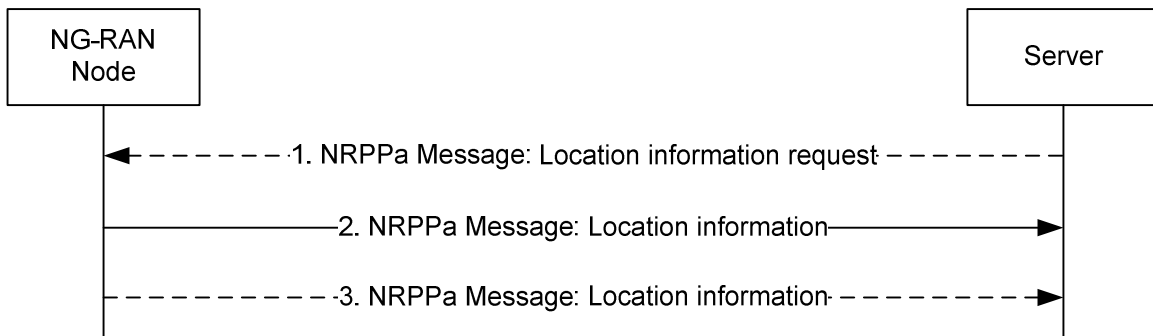 NG-RAN
Node
Server
1. NRPPa Message: Location information request
2. NRPPa Message: Location information
3. NRPPa Message: Location information